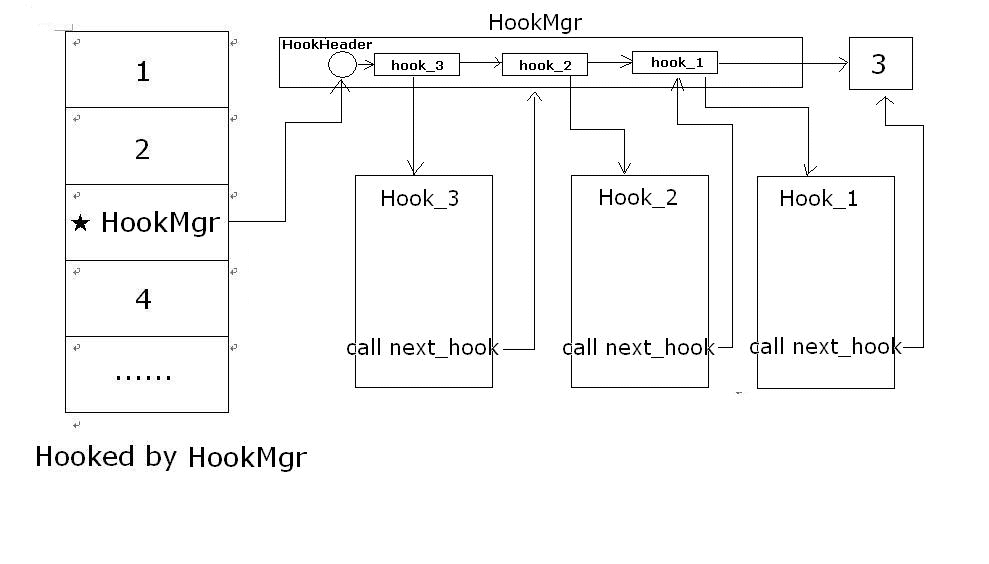 HookMgr
HookHeader
hook_3
hook_2
hook_1
3
1
2
★ HookMgr
4
......
Hook_3
call next_hook
Hook_2
call next_hook
Hook_1
call next_hook
Hooked by HookMgr